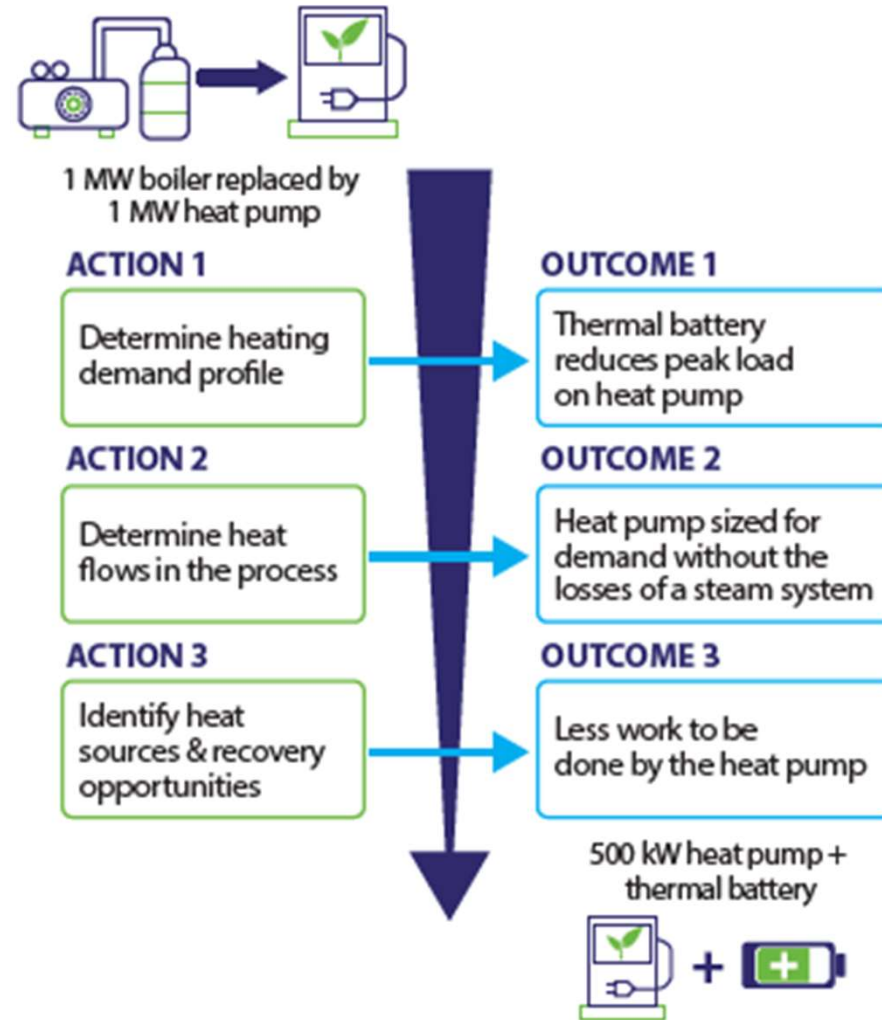 1 MW boiler replaced by
1 MW heat pump
ACTION 1
Determine heating
demand profile
OUTCOME 1
Thermal battery
reduces peak load
on heat pump
ACTION 2
Determine heat
flows in the process
OUTCOME 2
Heat pump sized for
demand without the
losses of a steam system
ACTION 3
Identify heat
sources & recovery
opportunities
OUTCOME 3
Less work to be
done by the heat pump
500 kW heat pump +
thermal battery
+